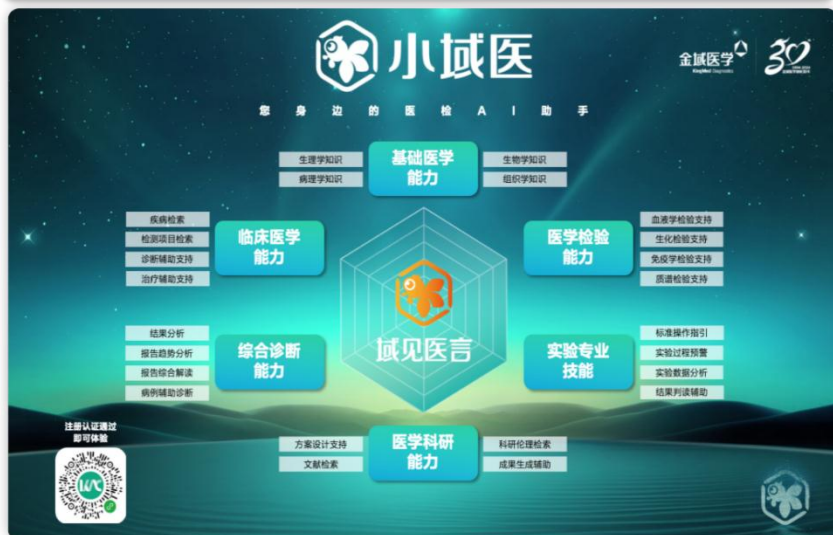 小域医
金域医学
KingMed Diagnostics
30
您身边的医检AI助手
基础医学
能力
生理学知识
病理学知识
生物学知识
组织学知识
临床医学
能力
疾病检索
检测项目检索
诊断辅助支持
治疗辅助支持
医学检验
能力
血液学检验支持
生化检验支持
免疫学检验支持
质谱检验支持
域见医言
综合诊断
能力
结果分析
报告趋势分析
报告综合解读
病例辅助诊断
实验专业
技能
标准操作指引
实验过程预警
实验数据分析
结果判读辅助
医学科研
能力
方案设计支持
文献检索
科研伦理检索
成果生成辅助
注册认证通过
即可体验